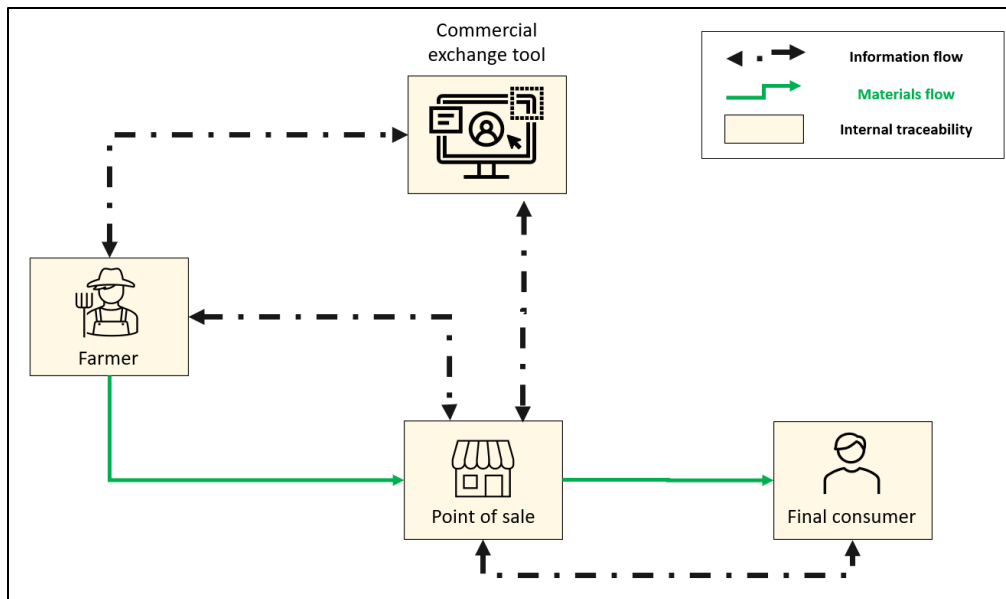 Commercial
exchange tool
Information flow
Materials flow
Internal traceability
Farmer
Point of sale
Final consumer